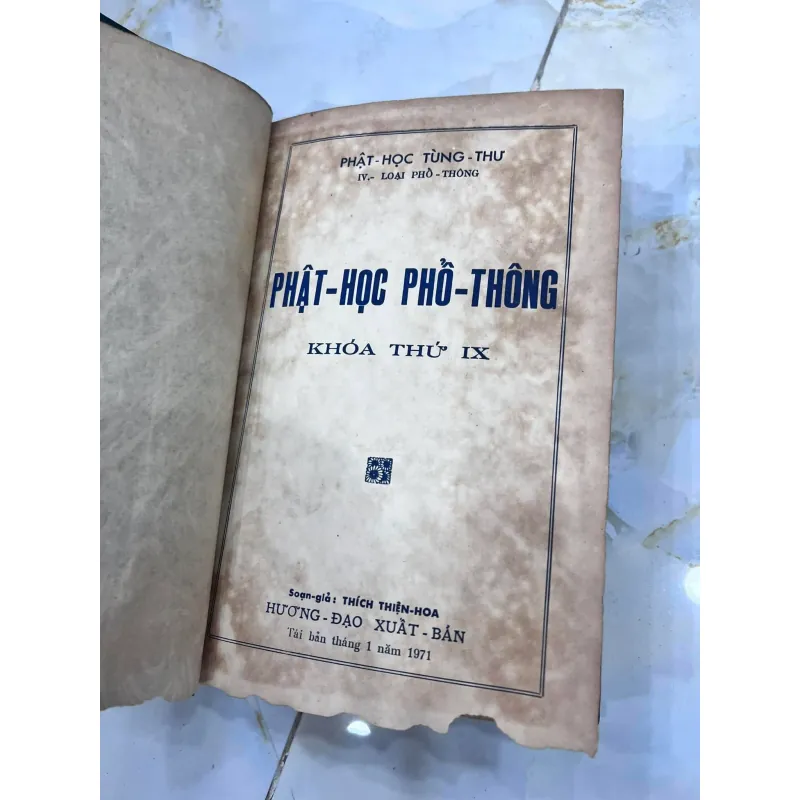 PHẬT-HỌC TÙNG-THƯ
IV.- LOẠI PHỔ-THÔNG
PHẬT-HỌC PHỔ-THÔNG
KHÓA THỨ IX
Soạn-giả: THÍCH THIỆN-HOA
HƯƠNG-ĐẠO XUẤT-BẢN
Tái bản tháng 1 năm 1971